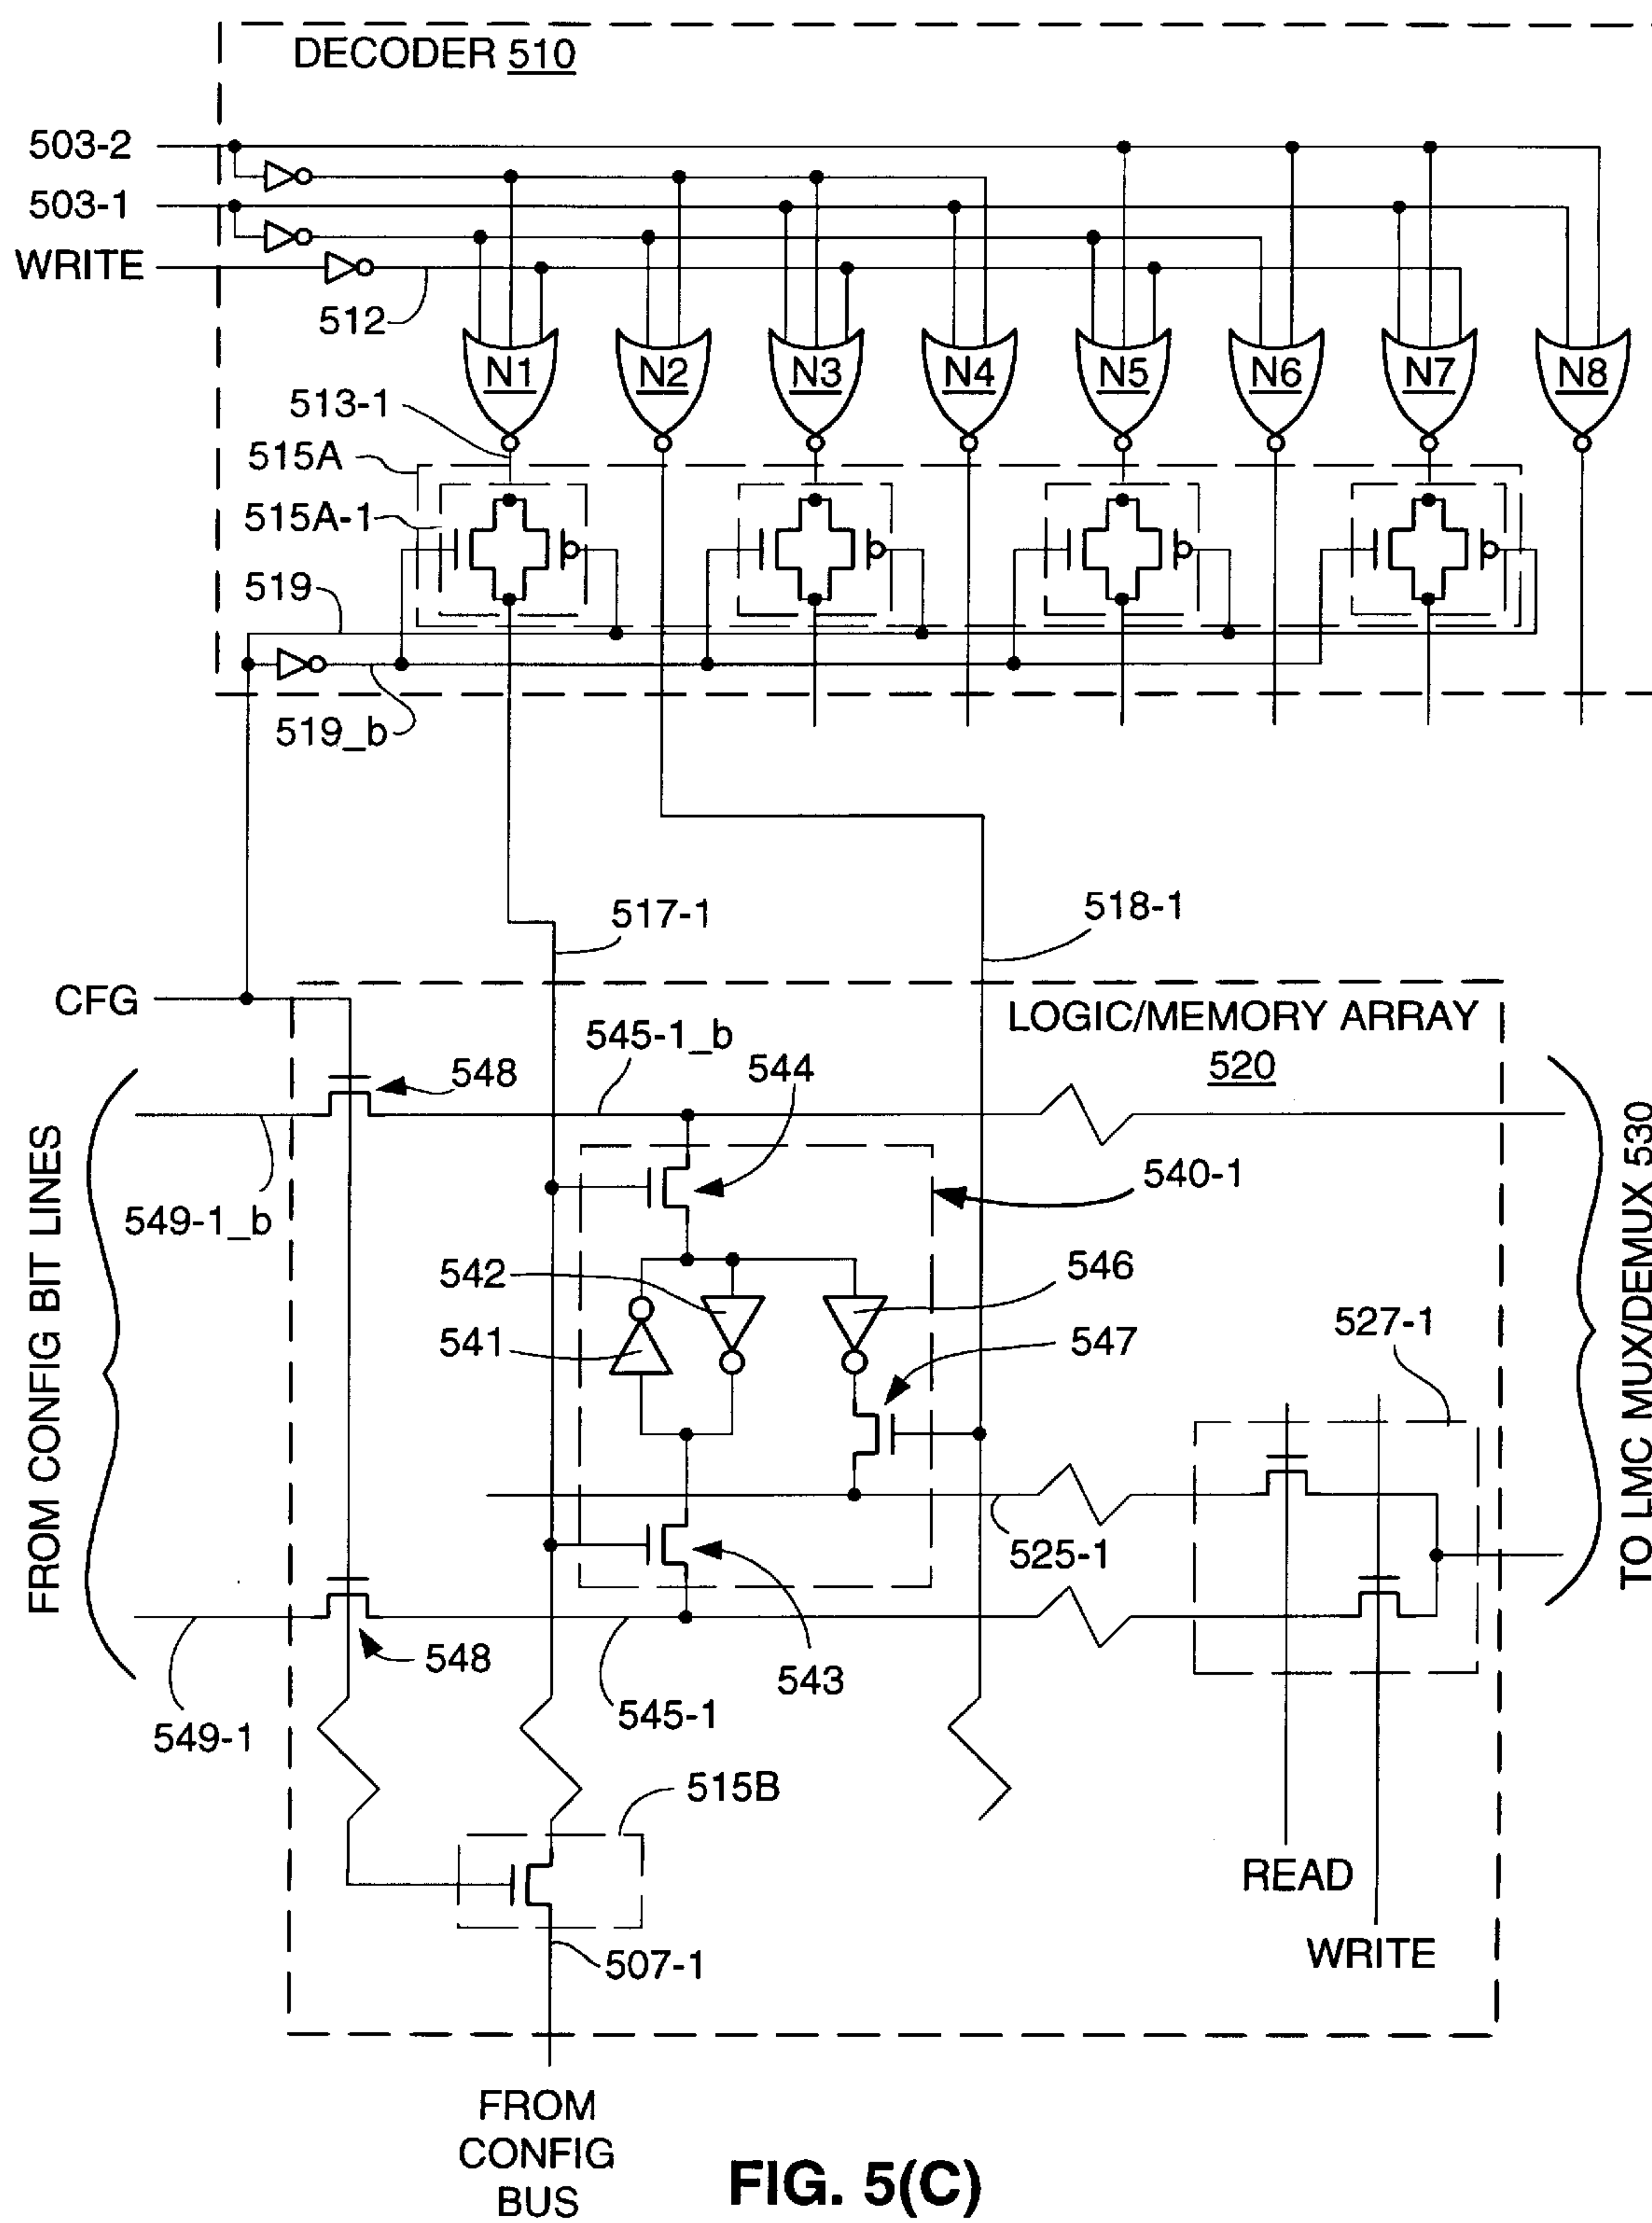 DECODER 510
503-2
503-1
WRITE
512
N1 N2 N3 N4 N5 N6 N7 N8
513-1
515A
515A-1
519
519_b
517-1
518-1
CFG
LOGIC/MEMORY ARRAY
520
545-1_b
544
548
FROM CONFIG BIT LINES
549-1_b
540-1
TO LMC MUX/DEMUX 530
542
546
541
547
527-1
525-1
548
543
549-1
545-1
515B
READ
WRITE
507-1
FROM
CONFIG
BUS
FIG. 5(C)